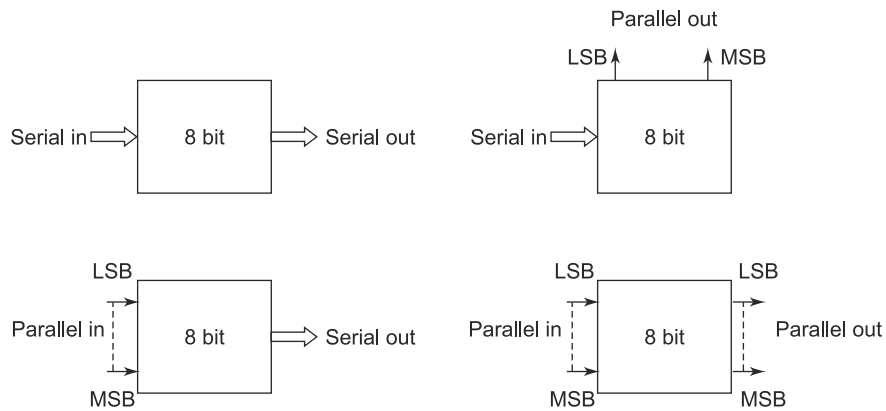 Serial in
8 bit
Serial out
Parallel out
LSB
MSB
Serial in
8 bit
LSB
Parallel in
MSB
8 bit
Serial out
LSB
Parallel in
MSB
8 bit
LSB
Parallel out
MSB